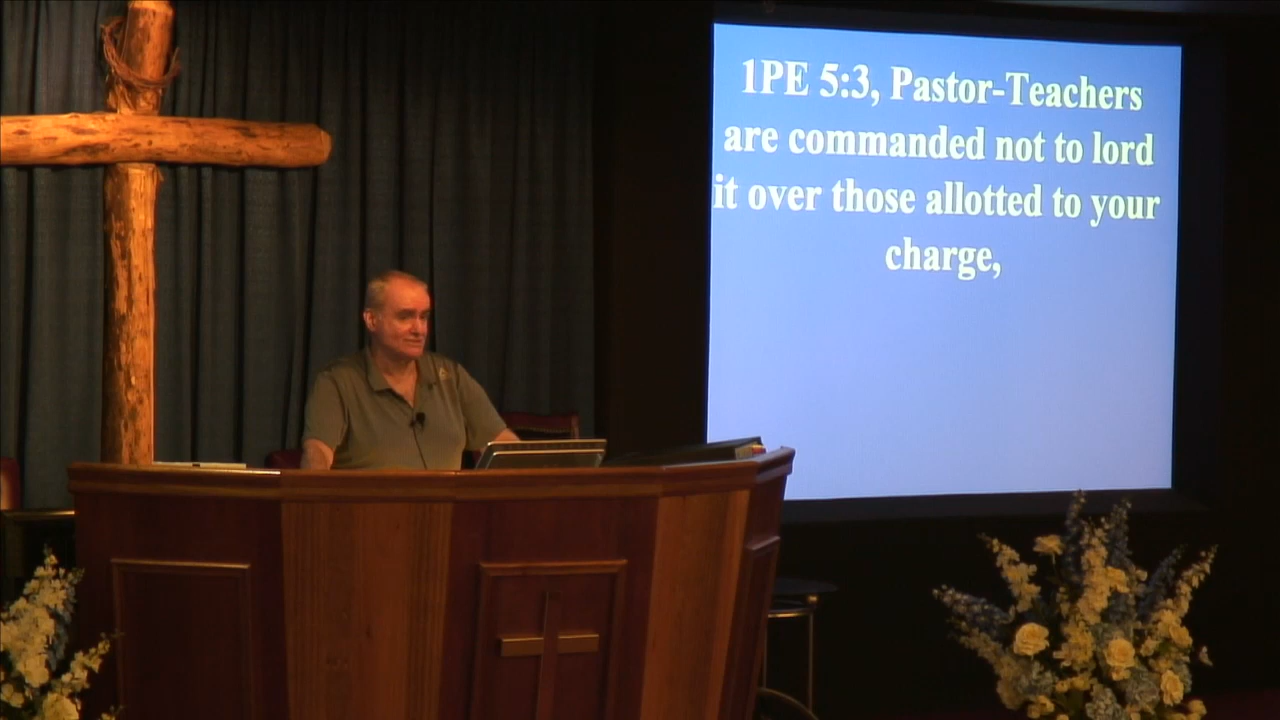 1PE 5:3, Pastor-Teachers
are commanded not to lord
it over those allotted to your
charge,